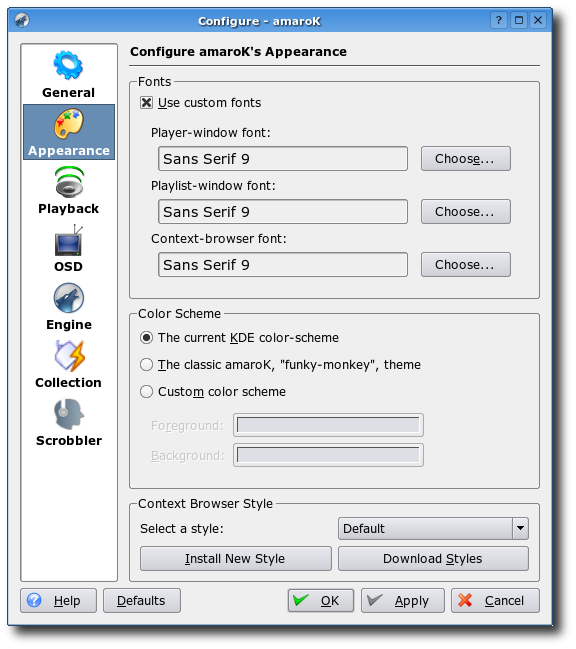 Configure - amaroK
General
Appearance
Playback
OSD
Engine
Collection
Scrobbler
Configure amaroK's Appearance
Fonts
Use custom fonts
Player-window font:
Sans Serif 9 Choose...
Playlist-window font:
Sans Serif 9 Choose...
Context-browser font:
Sans Serif 9 Choose...
Color Scheme
The current KDE color-scheme
The classic amaroK, "funky-monkey", theme
Custom color scheme
Foreground:
Background:
Context Browser Style
Select a style: Default
Install New Style Download Styles
Help Defaults OK Apply Cancel